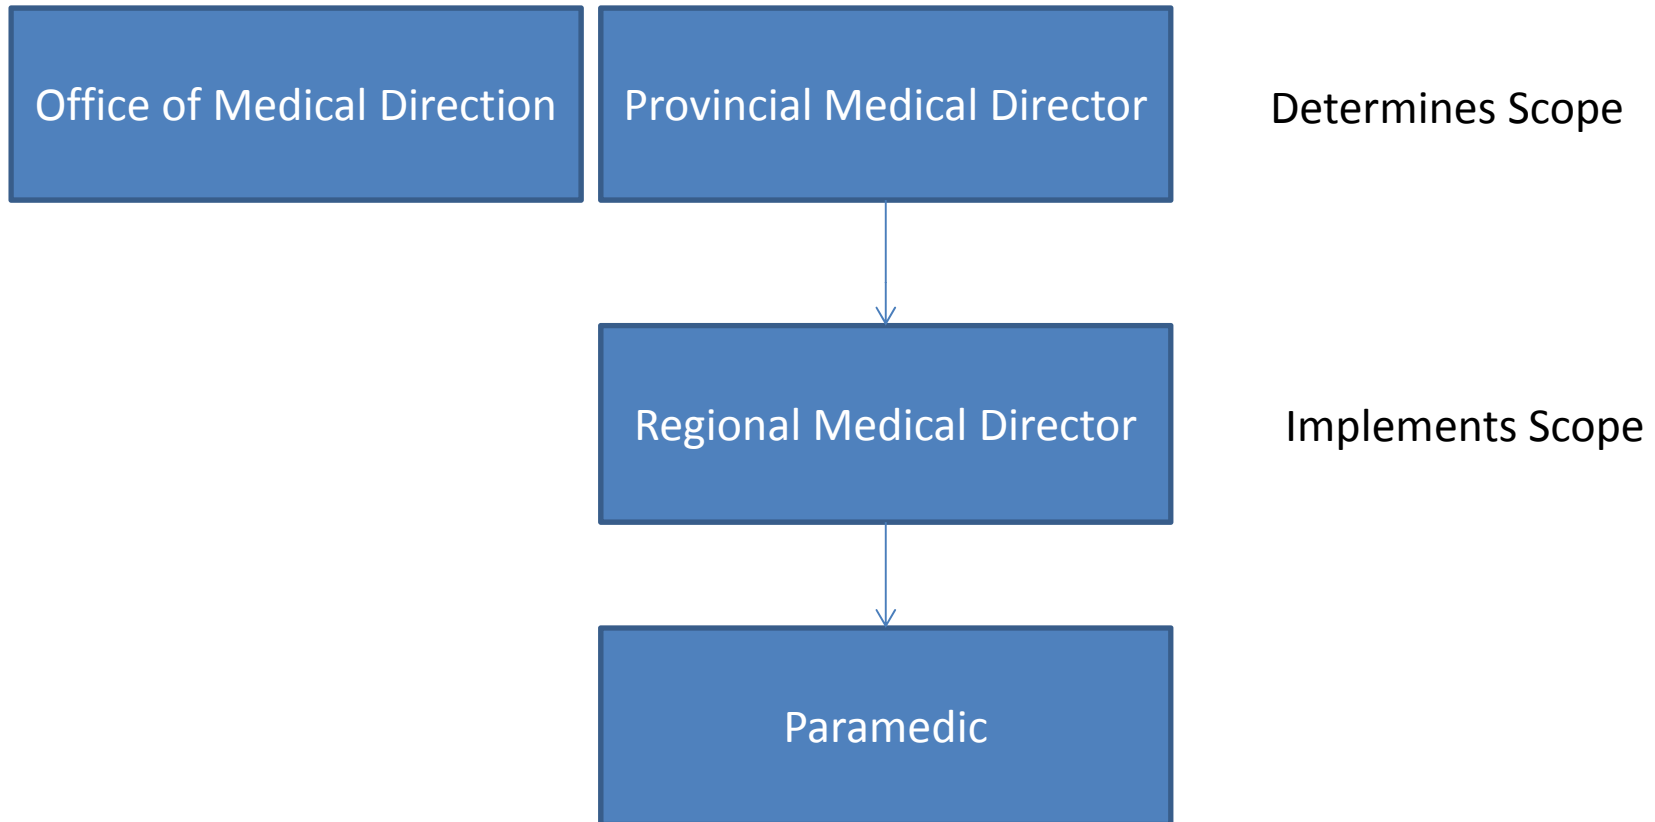 Office of Medical Direction
Provincial Medical Director
Determines Scope
Regional Medical Director
Implements Scope
Paramedic